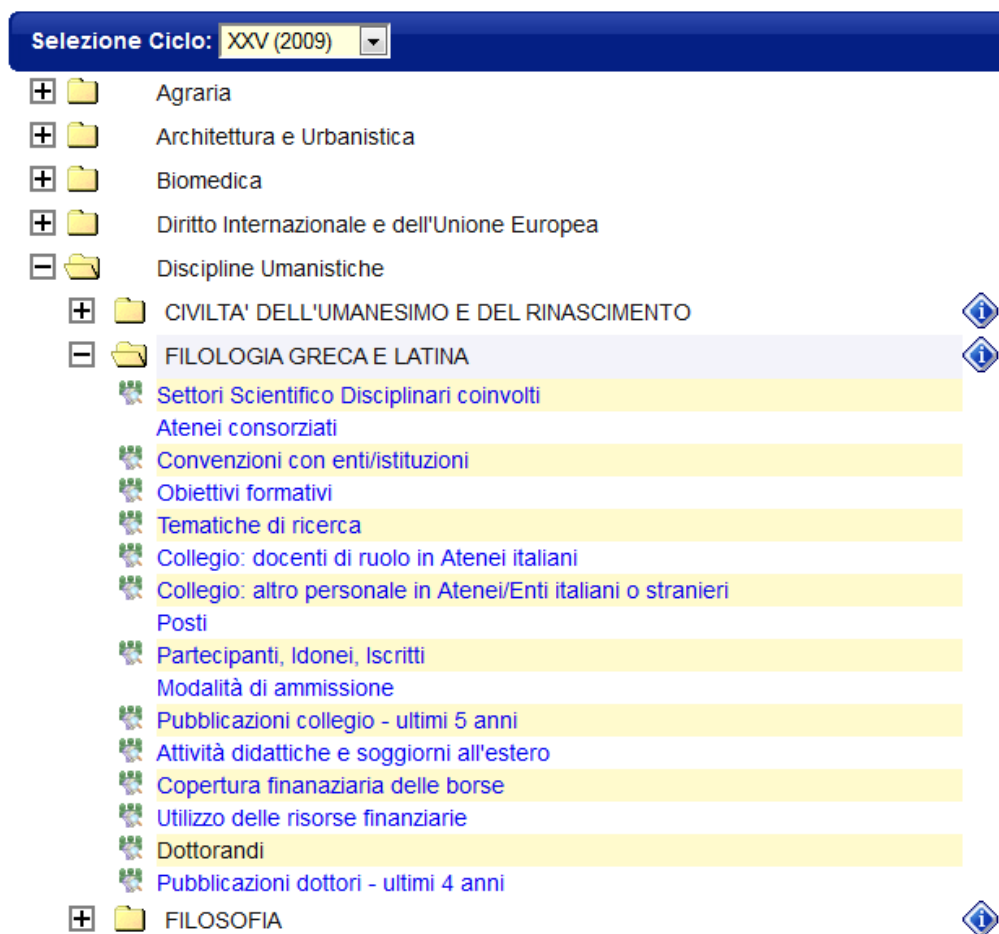 Selezione Ciclo: XXV (2009)
Agraria
Architettura e Urbanistica
Biomedica
Diritto Internazionale e dell'Unione Europea
Discipline Umanistiche
CIVILTA' DELL'UMANESIMO E DEL RINASCIMENTO
FILOLOGIA GRECA E LATINA
Settori Scientifico Disciplinari coinvolti
Atenei consorziati
Convenzioni con enti/istituzioni
Obiettivi formativi
Tematiche di ricerca
Collegio: docenti di ruolo in Atenei italiani
Collegio: altro personale in Atenei/Enti italiani o stranieri
Posti
Partecipanti, Idonei, Iscritti
Modalità di ammissione
Pubblicazioni collegio - ultimi 5 anni
Attività didattiche e soggiorni all'estero
Copertura finanaziaria delle borse
Utilizzo delle risorse finanziarie
Dottorandi
Pubblicazioni dottori - ultimi 4 anni
FILOSOFIA